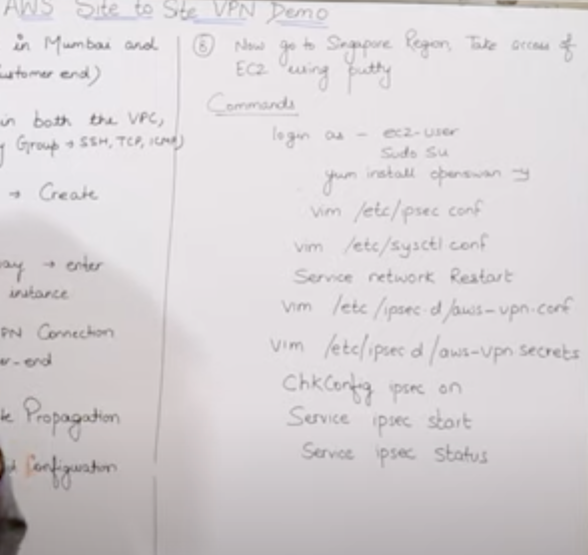 AWS Site to Site VPN Demo
in Mumbai and
ustomer end)
in both the VPC,
y Group → SSH, TCP, ICMP)
→ Create
ay → enter
instance
PN Connection
er-end
te Propagation
d Configuration
⑧ Now go to Singapore Region, Take access of
EC2 using putty
Commands
login as - ec2-user
Sudo su
yum install openswan -y
vim /etc/ipsec.conf
vim /etc/sysctl.conf
Service network Restart
vim /etc/ipsec.d/aws-vpn.conf
vim /etc/ipsec.d/aws-vpn.secrets
ChkConfig ipsec on
Service ipsec start
Service ipsec status